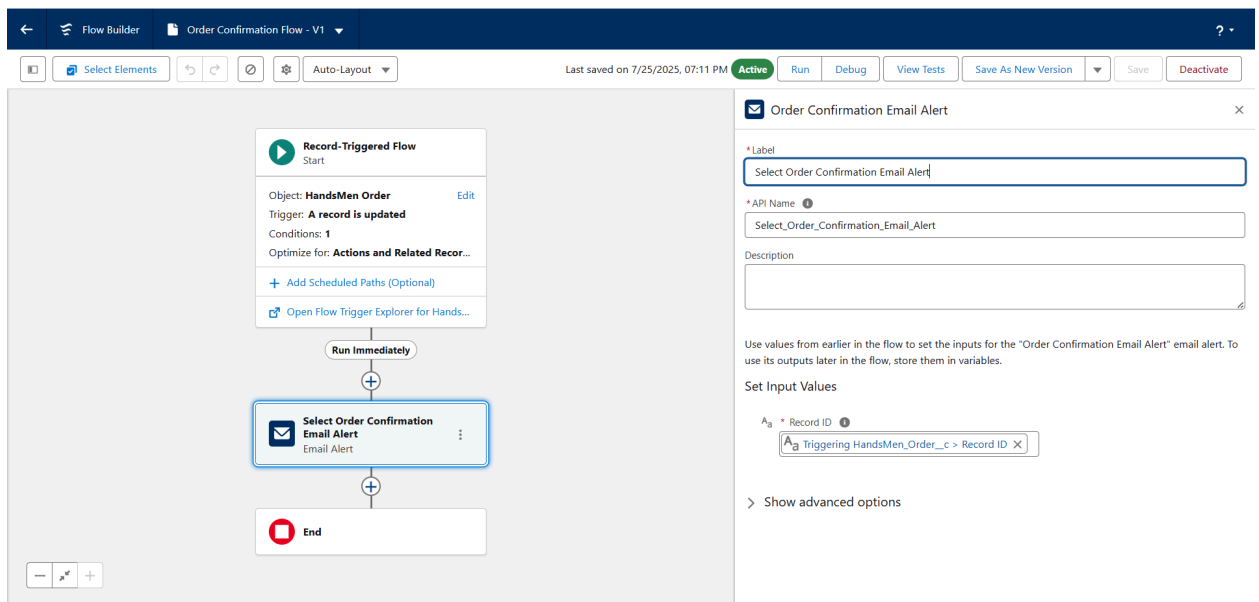 Flow Builder
Order Confirmation Flow - V1
?
Select Elements
Auto-Layout
Last saved on 7/25/2025, 07:11 PM
Active
Run
Debug
View Tests
Save As New Version
Save
Deactivate
Record-Triggered Flow
Start
Object: HandsMen Order
Edit
Trigger: A record is updated
Conditions: 1
Optimize for: Actions and Related Recor...
+ Add Scheduled Paths (Optional)
Open Flow Trigger Explorer for Hands...
Run Immediately
Select Order Confirmation
Email Alert
Email Alert
End
Order Confirmation Email Alert
* Label
Select Order Confirmation Email Alert
* API Name
Select_Order_Confirmation_Email_Alert
Description
Use values from earlier in the flow to set the inputs for the "Order Confirmation Email Alert" email alert. To
use its outputs later in the flow, store them in variables.
Set Input Values
Aa * Record ID
Aa Triggering HandsMen_Order__c > Record ID
Show advanced options